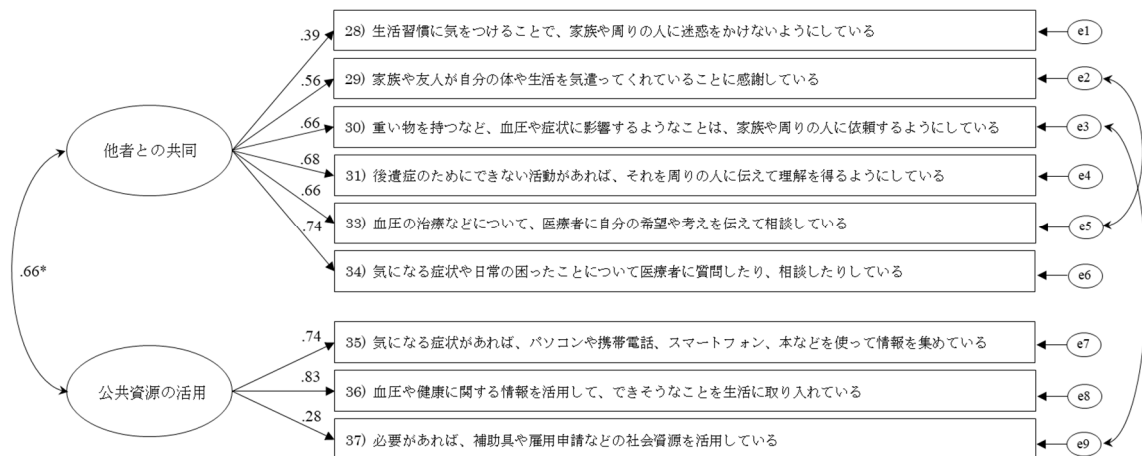 .39
28) 生活習慣に気をつけることで、家族や周りの人に迷惑をかけないようにしている
e1
.56
29) 家族や友人が自分の体や生活を気遣ってくれていることに感謝している
e2
.66
30) 重い物を持つなど、血圧や症状に影響するようなことは、家族や周りの人に依頼するようにしている
e3
他者との共同
.68
31) 後遺症のためにできない活動があれば、それを周りの人に伝えて理解を得るようにしている
e4
.66
33) 血圧の治療などについて、医療者に自分の希望や考えを伝えて相談している
e5
.74
34) 気になる症状や日常の困ったことについて医療者に質問したり、相談したりしている
e6
.66*
.74
35) 気になる症状があれば、パソコンや携帯電話、スマートフォン、本などを使って情報を集めている
e7
公共資源の活用
.83
36) 血圧や健康に関する情報を活用して、できそうなことを生活に取り入れている
e8
.28
37) 必要があれば、補助具や雇用申請などの社会資源を活用している
e9